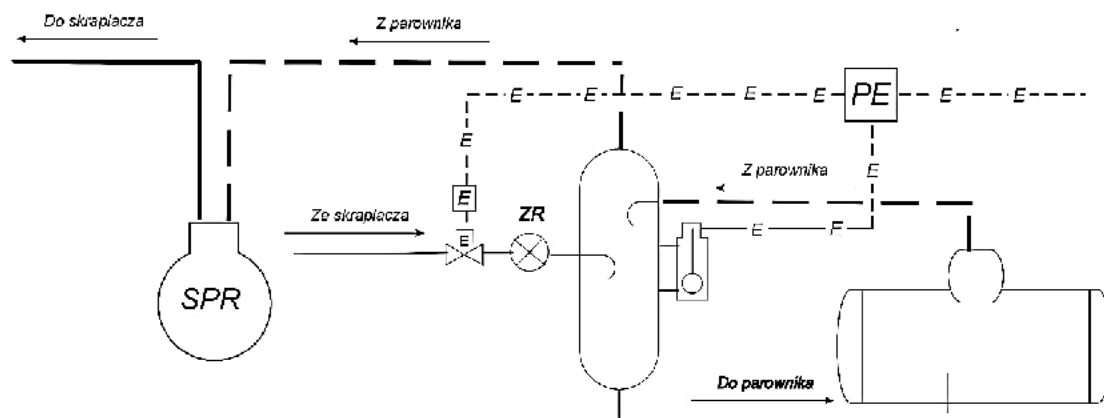 Do skraplacza
Z parownika
E E E E E PE E E
E
E
Z parownika
E
Ze skraplacza
ZR
E
E E
SPR
Do parownika